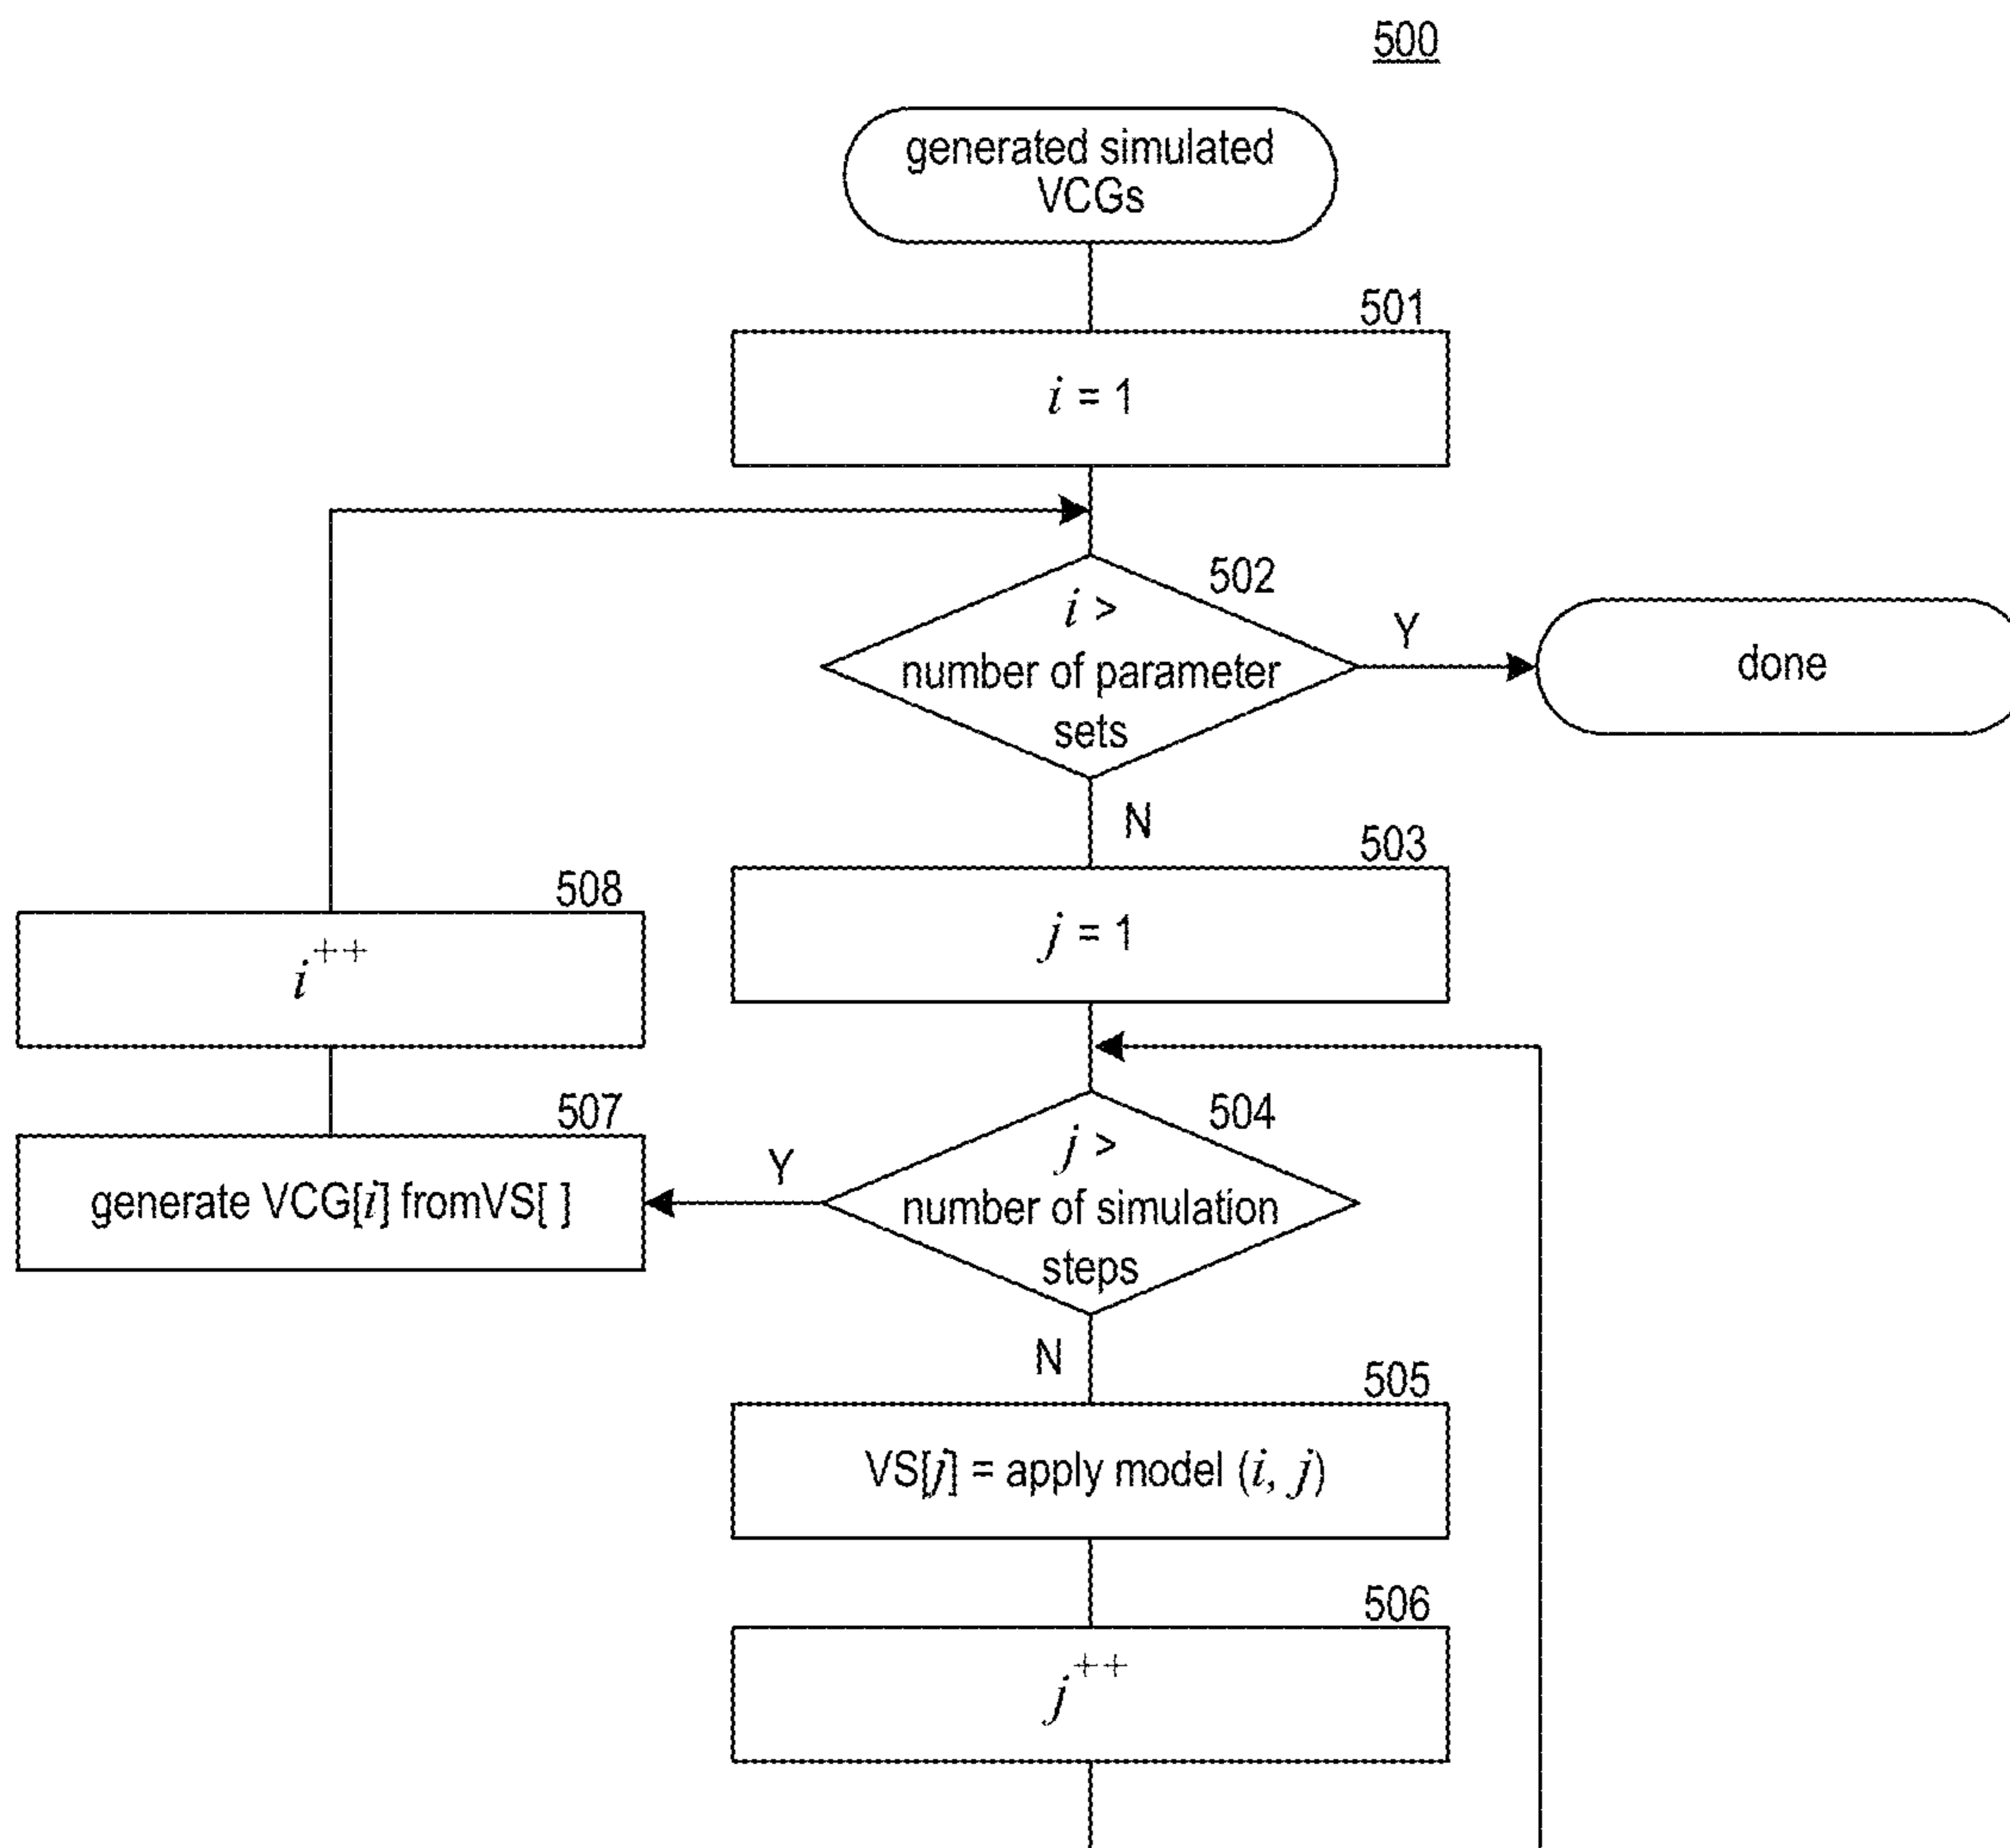 500
generated simulated
VCGs
501
i = 1
502
i >
number of parameter
sets
Y
done
N
503
j = 1
508
i++
504
j >
number of simulation
steps
Y
507
generate VCG[i] fromVS[ ]
N
505
VS[j] = apply model (i, j)
506
j++